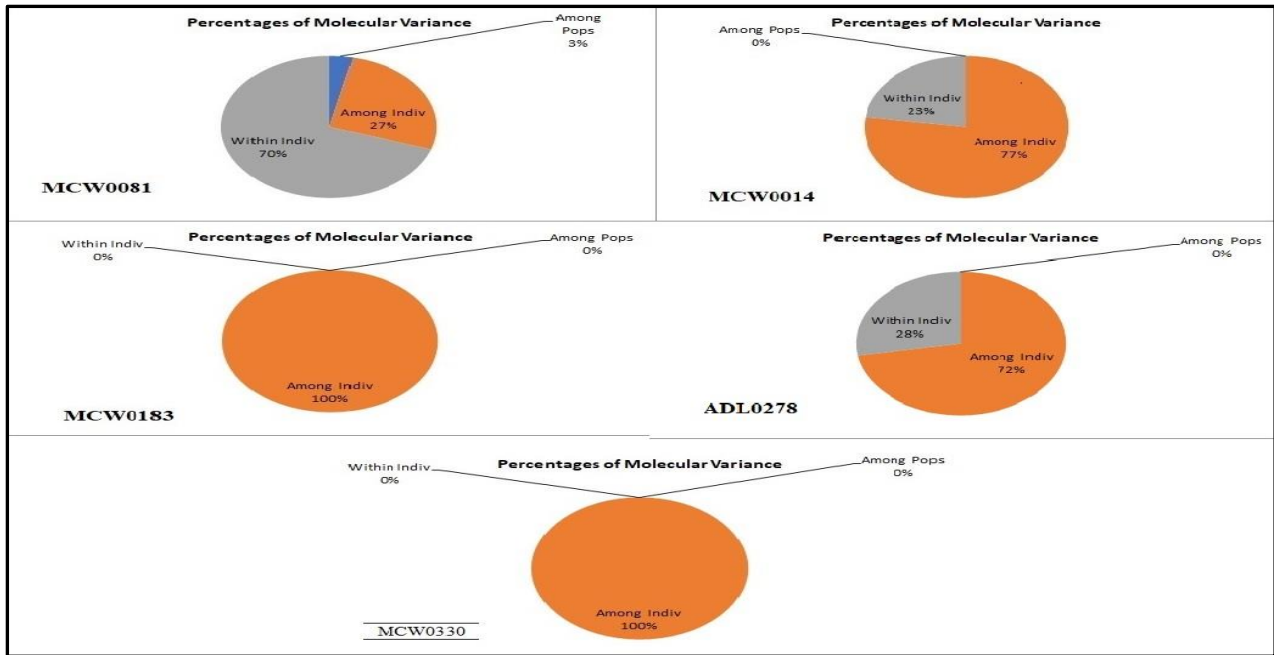 Percentages of Molecular Variance
Among
Pops
3%
Among Indiv
27%
Within Indiv
70%
MCW0081
Percentages of Molecular Variance
Among Pops
0%
Within Indiv
23%
Among Indiv
77%
MCW0014
Percentages of Molecular Variance
Within Indiv
0%
Among Pops
0%
Among Indiv
100%
MCW0183
Percentages of Molecular Variance
Among Pops
0%
Within Indiv
28%
Among Indiv
72%
ADL0278
Percentages of Molecular Variance
Within Indiv
0%
Among Pops
0%
Among Indiv
100%
MCW0330